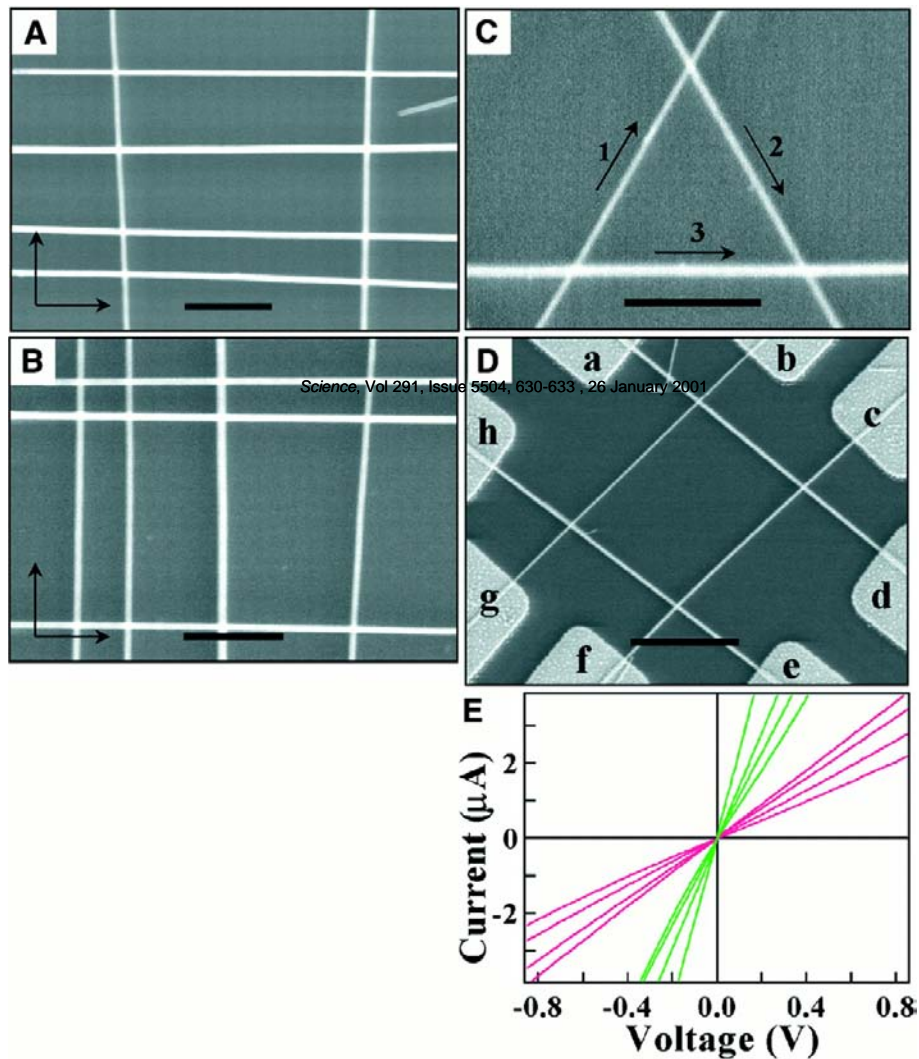 A
C
1
2
3
B
D
Science, Vol 291, Issue 5504, 630-633 , 26 January 2001
a
b
c
h
d
g
f
e
E
Current (μA)
2
0
-2
-0.8
-0.4
0.0
0.4
0.8
Voltage (V)